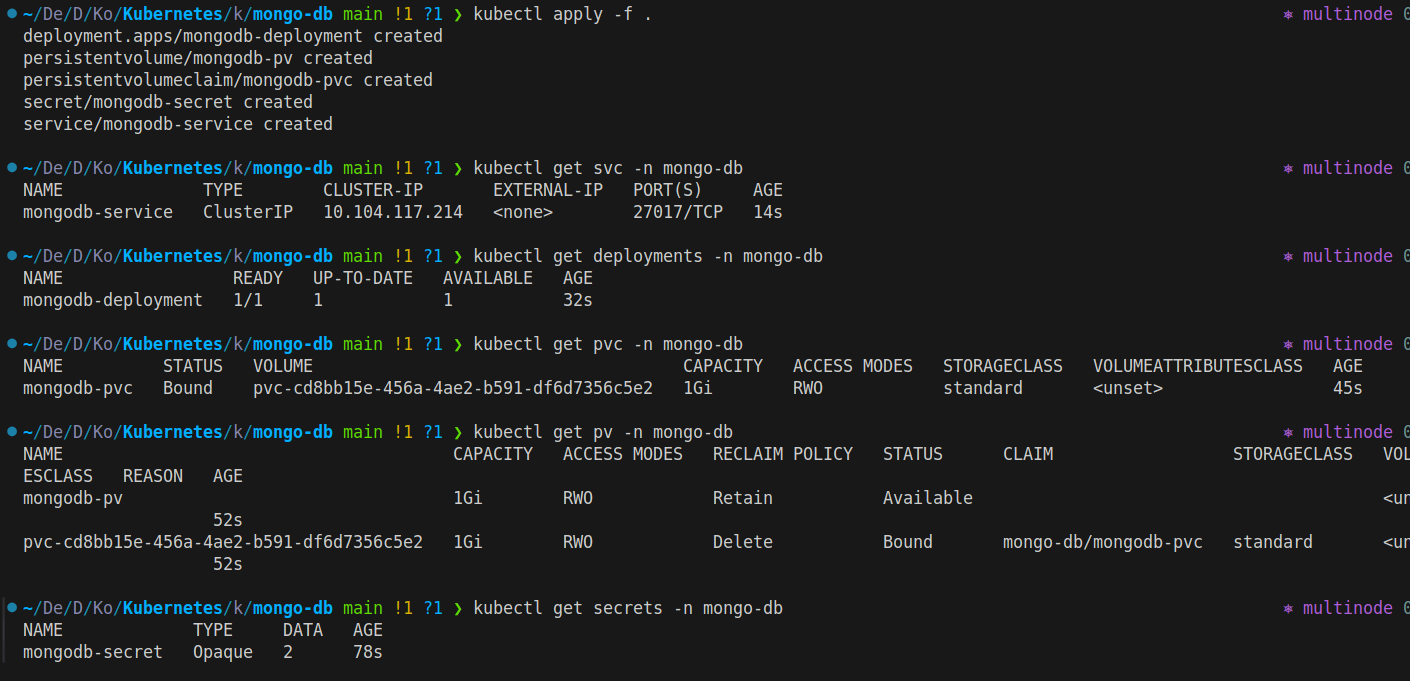 ~/De/D/Ko/Kubernetes/k/mongo-db main !1 ?1 ❯ kubectl apply -f . ⎈ multinode
deployment.apps/mongodb-deployment created
persistentvolume/mongodb-pv created
persistentvolumeclaim/mongodb-pvc created
secret/mongodb-secret created
service/mongodb-service created
~/De/D/Ko/Kubernetes/k/mongo-db main !1 ?1 ❯ kubectl get svc -n mongo-db ⎈ multinode
NAME TYPE CLUSTER-IP EXTERNAL-IP PORT(S) AGE
mongodb-service ClusterIP 10.104.117.214 <none> 27017/TCP 14s
~/De/D/Ko/Kubernetes/k/mongo-db main !1 ?1 ❯ kubectl get deployments -n mongo-db ⎈ multinode
NAME READY UP-TO-DATE AVAILABLE AGE
mongodb-deployment 1/1 1 1 32s
~/De/D/Ko/Kubernetes/k/mongo-db main !1 ?1 ❯ kubectl get pvc -n mongo-db ⎈ multinode
NAME STATUS VOLUME CAPACITY ACCESS MODES STORAGECLASS VOLUMEATTRIBUTESCLASS AGE
mongodb-pvc Bound pvc-cd8bb15e-456a-4ae2-b591-df6d7356c5e2 1Gi RWO standard <unset> 45s
~/De/D/Ko/Kubernetes/k/mongo-db main !1 ?1 ❯ kubectl get pv -n mongo-db ⎈ multinode
NAME CAPACITY ACCESS MODES RECLAIM POLICY STATUS CLAIM STORAGECLASS VOL
ESCLASS REASON AGE
mongodb-pv 1Gi RWO Retain Available <un
52s
pvc-cd8bb15e-456a-4ae2-b591-df6d7356c5e2 1Gi RWO Delete Bound mongo-db/mongodb-pvc standard <un
52s
~/De/D/Ko/Kubernetes/k/mongo-db main !1 ?1 ❯ kubectl get secrets -n mongo-db ⎈ multinode
NAME TYPE DATA AGE
mongodb-secret Opaque 2 78s